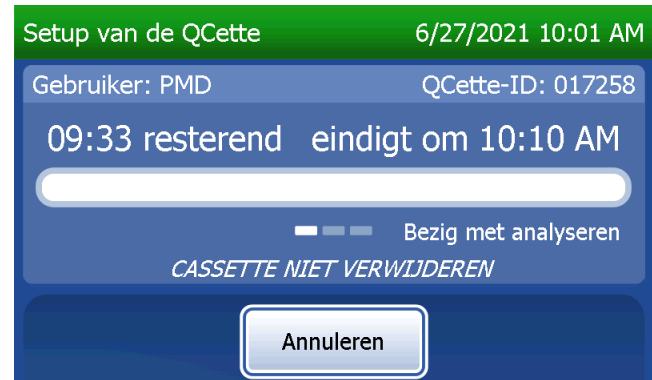 Setup van de QCette 6/27/2021 10:01 AM
Gebruiker: PMD QCette-ID: 017258
09:33 resterend eindigt om 10:10 AM
Bezig met analyseren
CASSETTE NIET VERWIJDEREN
Annuleren